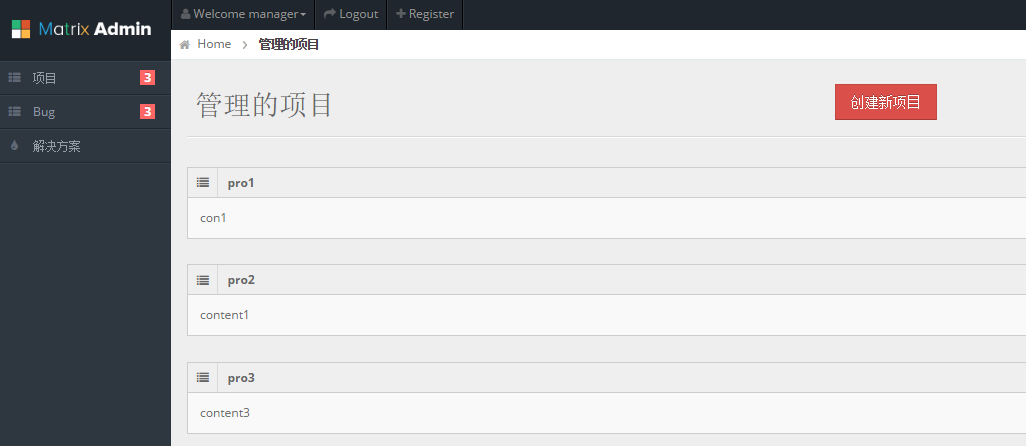 Matrix Admin
Welcome manager
Logout
Register
Home
管理的项目
项目
3
Bug
3
解决方案
管理的项目
创建新项目
pro1
con1
pro2
content1
pro3
content3